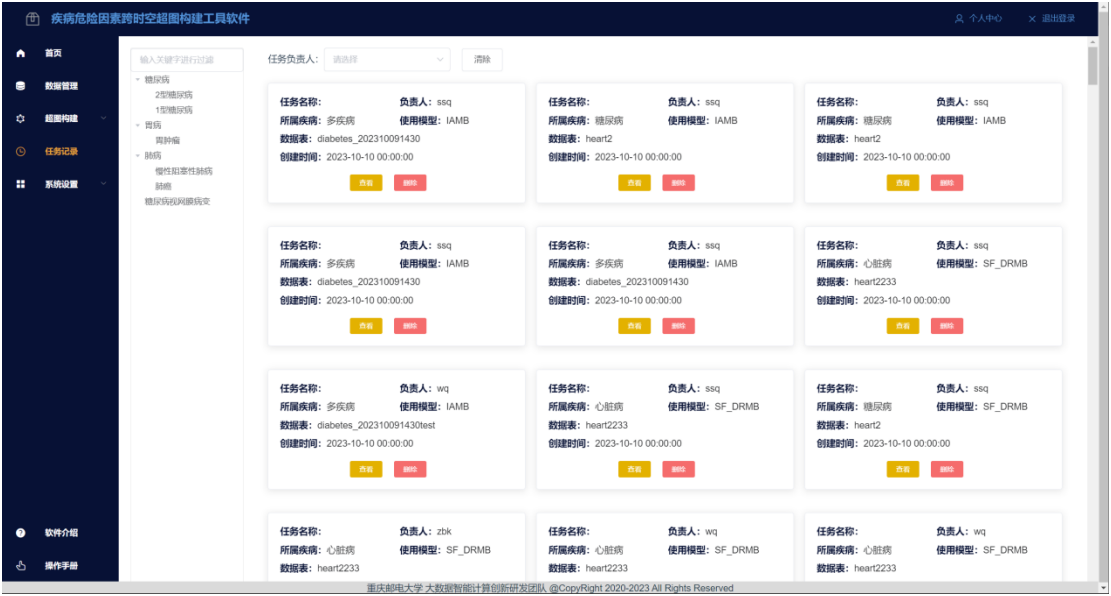 疾病危险因素跨时空超图构建工具软件 个人中心 退出登录
首页
数据管理
超图构建
任务记录
系统设置
软件介绍
操作手册
输入关键字进行过滤
糖尿病
2型糖尿病
1型糖尿病
胃病
胃肿瘤
肺病
慢性阻塞性肺病
肺癌
糖尿病视网膜病变
任务负责人: 请选择 清除
任务名称: 负责人: ssq
所属疾病: 多疾病 使用模型: IAMB
数据表: diabetes_202310091430
创建时间: 2023-10-10 00:00:00
查看 删除
任务名称: 负责人: ssq
所属疾病: 糖尿病 使用模型: IAMB
数据表: heart2
创建时间: 2023-10-10 00:00:00
查看 删除
任务名称: 负责人: ssq
所属疾病: 糖尿病 使用模型: IAMB
数据表: heart2
创建时间: 2023-10-10 00:00:00
查看 删除
任务名称: 负责人: ssq
所属疾病: 多疾病 使用模型: IAMB
数据表: diabetes_202310091430
创建时间: 2023-10-10 00:00:00
查看 删除
任务名称: 负责人: ssq
所属疾病: 多疾病 使用模型: IAMB
数据表: diabetes_202310091430
创建时间: 2023-10-10 00:00:00
查看 删除
任务名称: 负责人: ssq
所属疾病: 心脏病 使用模型: SF_DRMB
数据表: heart2233
创建时间: 2023-10-10 00:00:00
查看 删除
任务名称: 负责人: wq
所属疾病: 多疾病 使用模型: IAMB
数据表: diabetes_202310091430test
创建时间: 2023-10-10 00:00:00
查看 删除
任务名称: 负责人: ssq
所属疾病: 心脏病 使用模型: SF_DRMB
数据表: heart2233
创建时间: 2023-10-10 00:00:00
查看 删除
任务名称: 负责人: ssq
所属疾病: 糖尿病 使用模型: SF_DRMB
数据表: heart2
创建时间: 2023-10-10 00:00:00
查看 删除
任务名称: 负责人: zbk
所属疾病: 心脏病 使用模型: SF_DRMB
数据表: heart2233
任务名称: 负责人: wq
所属疾病: 心脏病 使用模型: SF_DRMB
数据表: heart2233
任务名称: 负责人: wq
所属疾病: 心脏病 使用模型: SF_DRMB
数据表: heart2233
重庆邮电大学 大数据智能计算创新研发团队 @CopyRight 2020-2023 All Rights Reserved